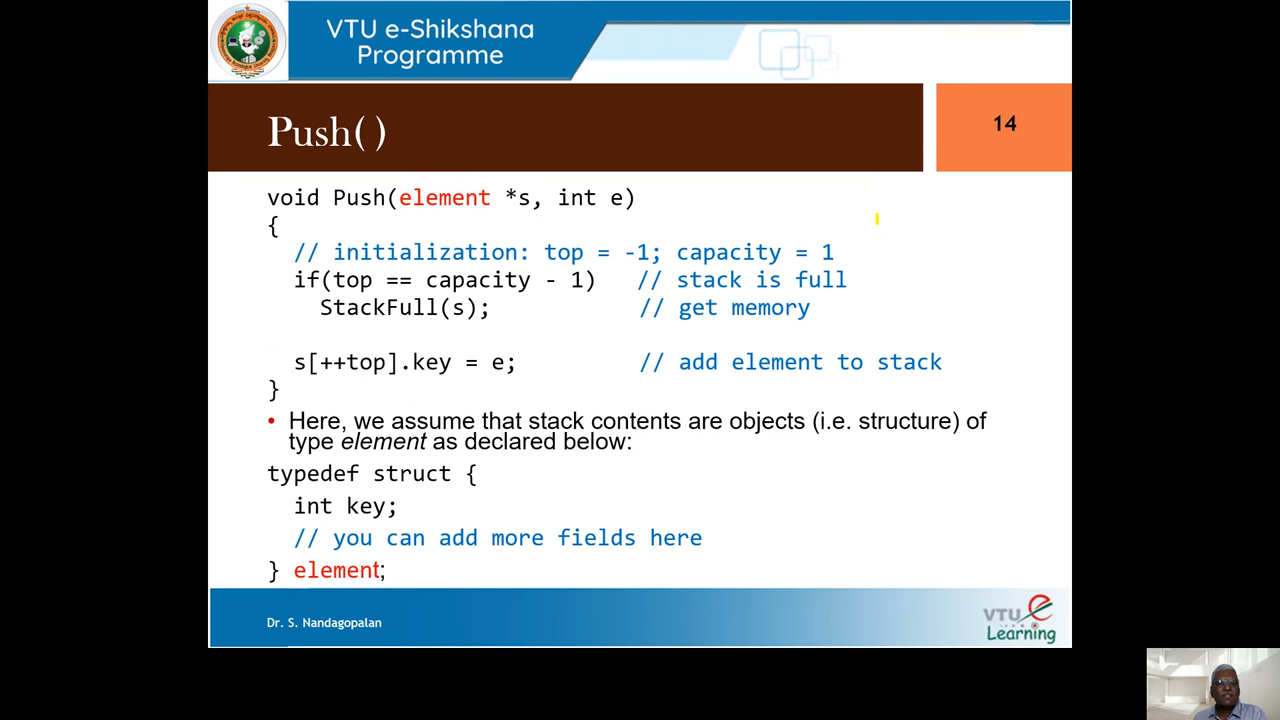 VTU e-Shikshana
Programme
Push( )
14
void Push(element *s, int e)
{
// initialization: top = -1; capacity = 1
if(top == capacity - 1) // stack is full
StackFull(s); // get memory
s[++top].key = e; // add element to stack
}
• Here, we assume that stack contents are objects (i.e. structure) of
type element as declared below:
typedef struct {
int key;
// you can add more fields here
} element;
Dr. S. Nandagopalan
VTU e
Learning